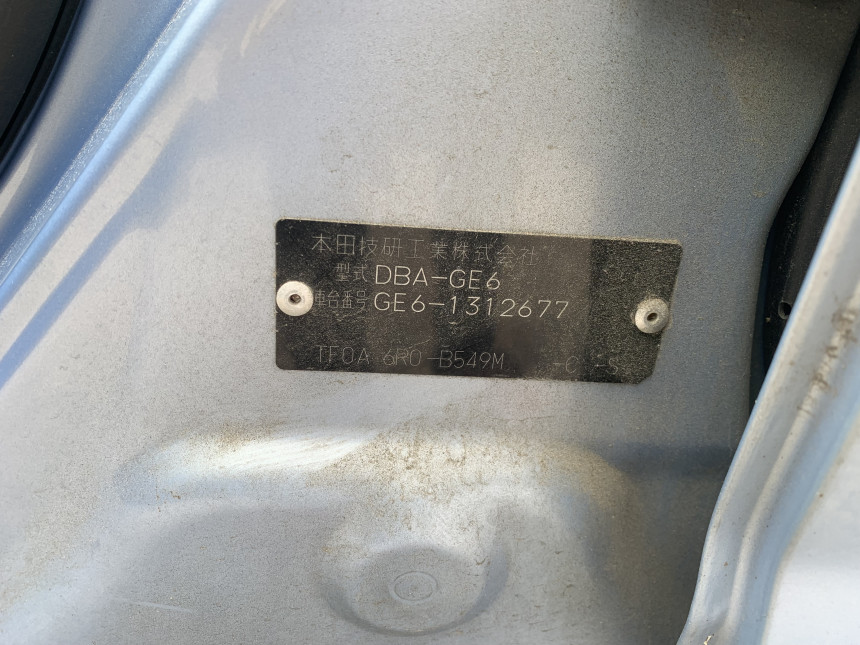 本田技研工業株式会社
型式 DBA-GE6
車台番号 GE6-1312677
TF0A 6R0-B549M -C -S